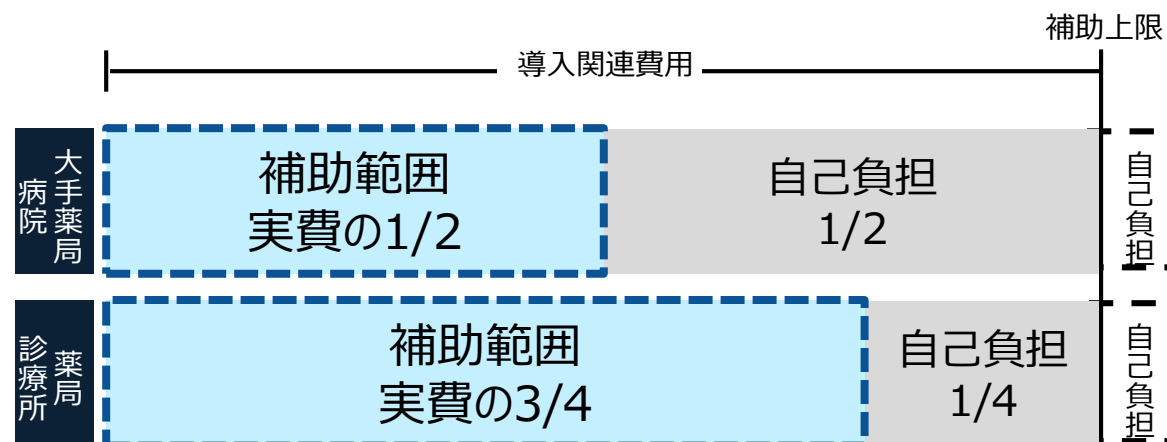 補助上限
導入関連費用
大手薬局
病院
補助範囲
実費の1/2
自己負担
1/2
自己負担
薬局
診療所
補助範囲
実費の3/4
自己負担
1/4
自己負担